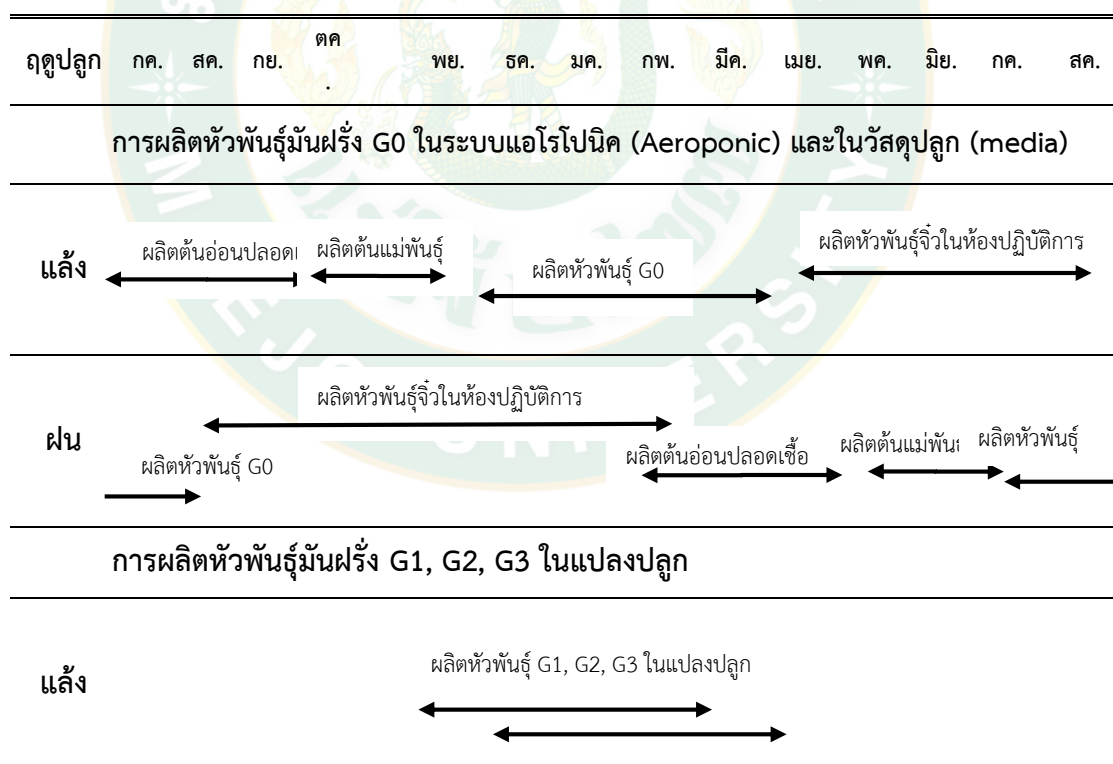 ฤดูปลูก กค. สค. กย. ตค. พย. ธค. มค. กพ. มีค. เมย. พค. มิย. กค. สค.
การผลิตหัวพันธุ์มันฝรั่ง G0 ในระบบแอโรโปนิค (Aeroponic) และในวัสดุปลูก (media)
แล้ง ผลิตต้นอ่อนปลอดเ ผลิตต้นแม่พันธุ์ ผลิตหัวพันธุ์ G0 ผลิตหัวพันธุ์จิ๋วในห้องปฏิบัติการ
ผลิตหัวพันธุ์จิ๋วในห้องปฏิบัติการ
ฝน ผลิตหัวพันธุ์ G0 ผลิตต้นอ่อนปลอดเชื้อ ผลิตต้นแม่พัน ผลิตหัวพันธุ์
การผลิตหัวพันธุ์มันฝรั่ง G1, G2, G3 ในแปลงปลูก
แล้ง ผลิตหัวพันธุ์ G1, G2, G3 ในแปลงปลูก